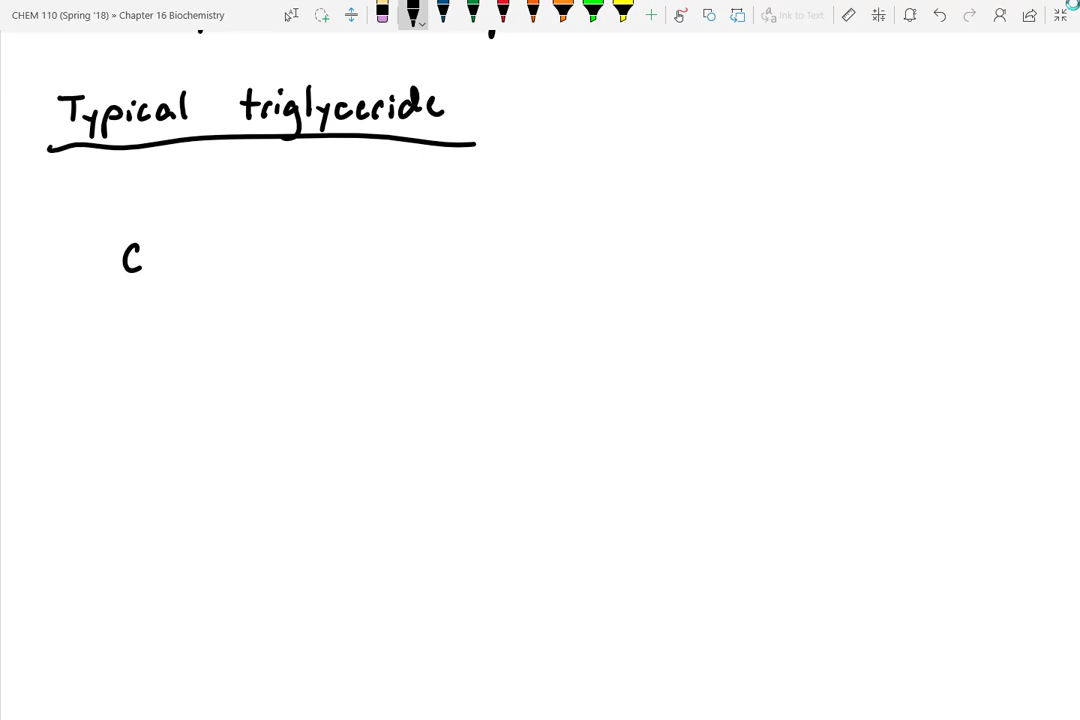 CHEM 110 (Spring '18) » Chapter 16 Biochemistry
Ink to Text
Typical triglyceride
C